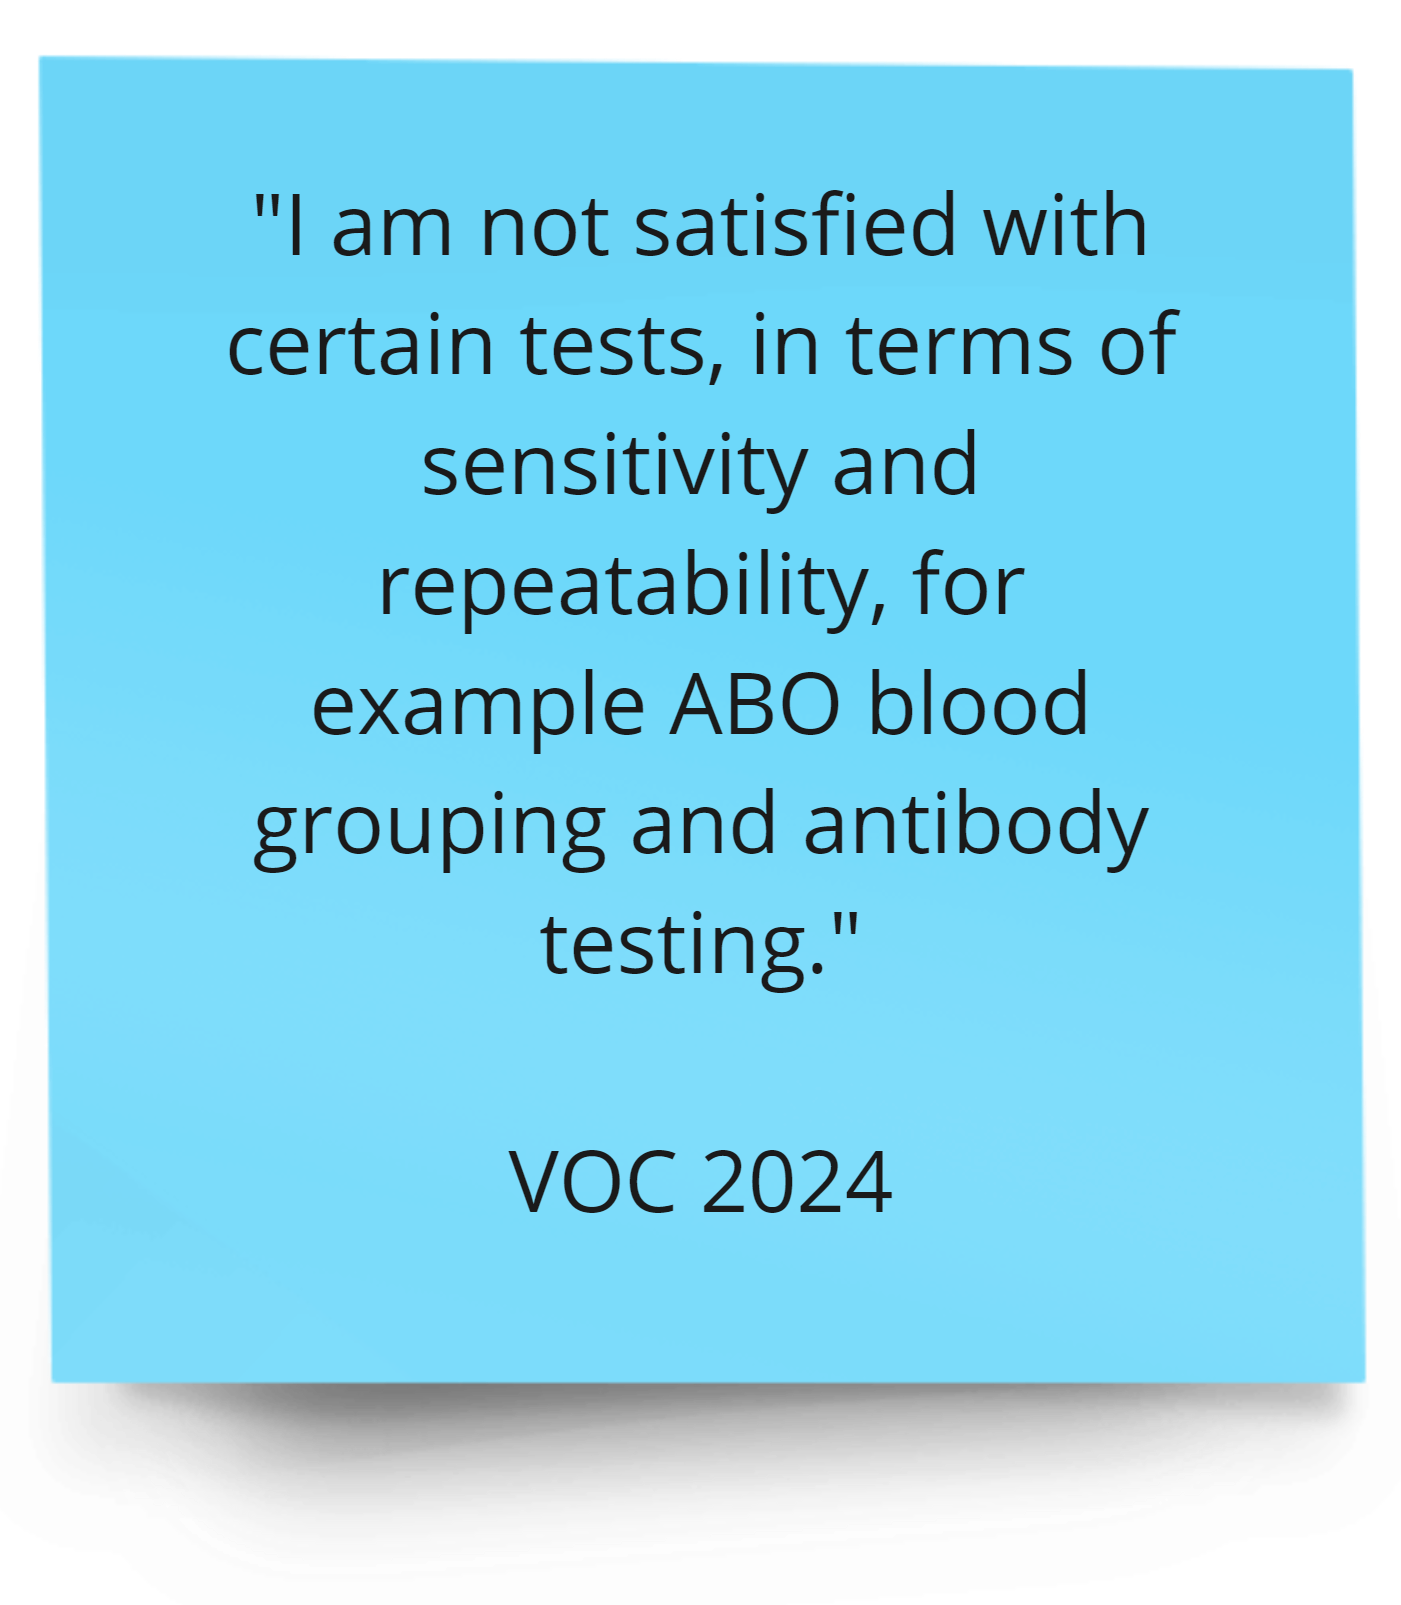 "I am not satisfied with
certain tests, in terms of
sensitivity and
repeatability, for
example ABO blood
grouping and antibody
testing."
VOC 2024